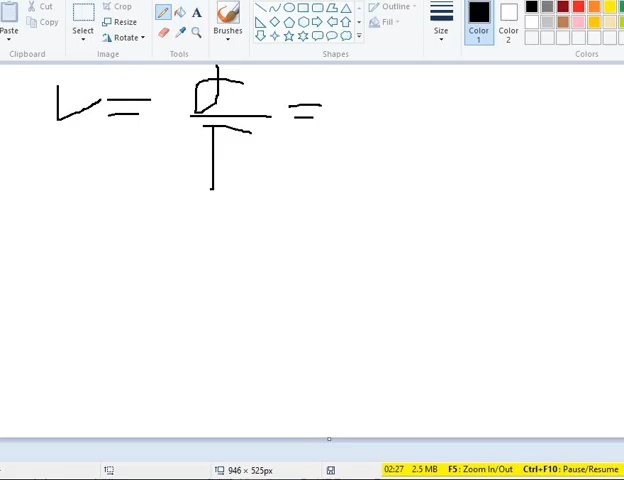 Cut
Crop
Outline
Paste
Copy
Select
Resize
Rotate
A
Brushes
Fill
Size
Color 1
Color 2
Clipboard
Image
Tools
Shapes
Colors
V = d =
T
946 × 525px
02:27 2.5 MB F5: Zoom In/Out Ctrl+F10: Pause/Resume